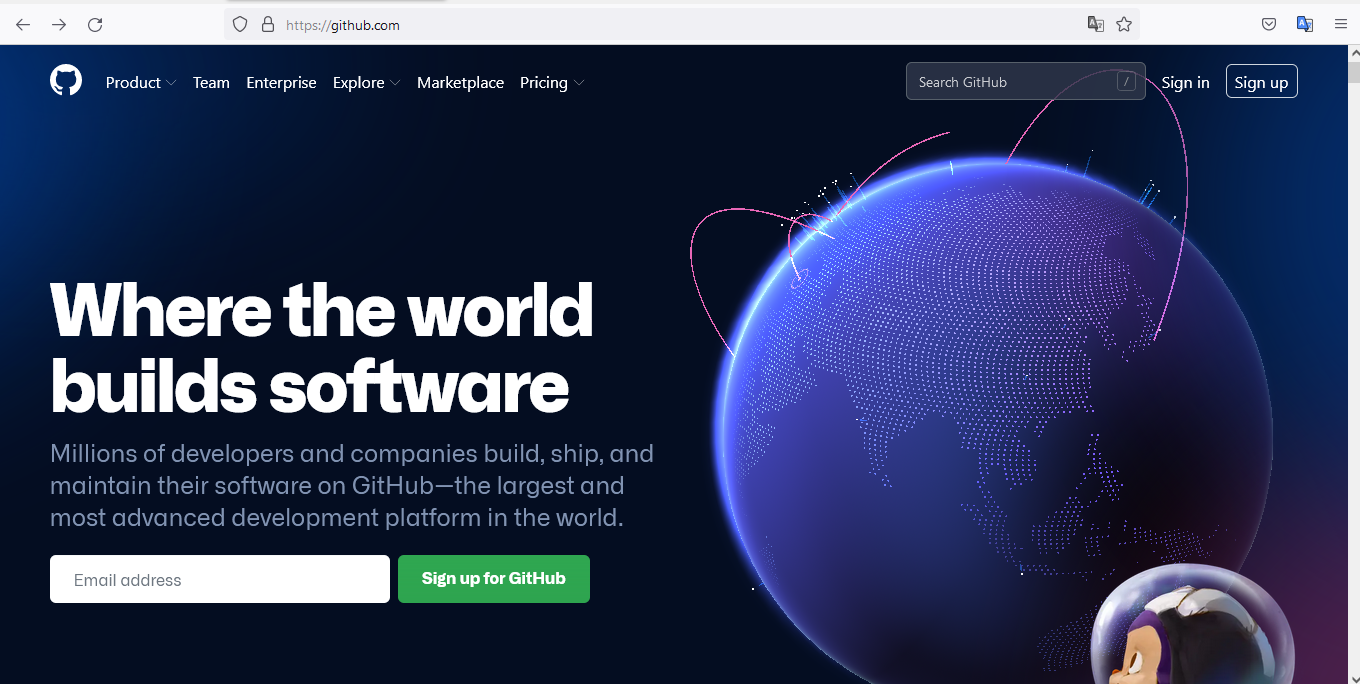 https://github.com
Product Team Enterprise Explore Marketplace Pricing
Search GitHub / Sign in Sign up
Where the world
builds software
Millions of developers and companies build, ship, and
maintain their software on GitHub—the largest and
most advanced development platform in the world.
Email address Sign up for GitHub